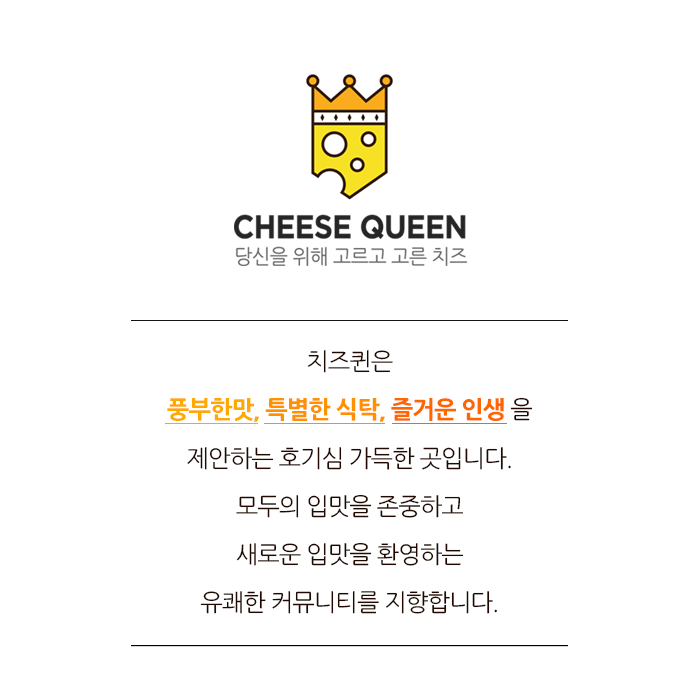 CHEESE QUEEN
당신을 위해 고르고 고른 치즈
치즈퀸은
풍부한맛, 특별한 식탁, 즐거운 인생 을
제안하는 호기심 가득한 곳입니다.
모두의 입맛을 존중하고
새로운 입맛을 환영하는
유쾌한 커뮤니티를 지향합니다.